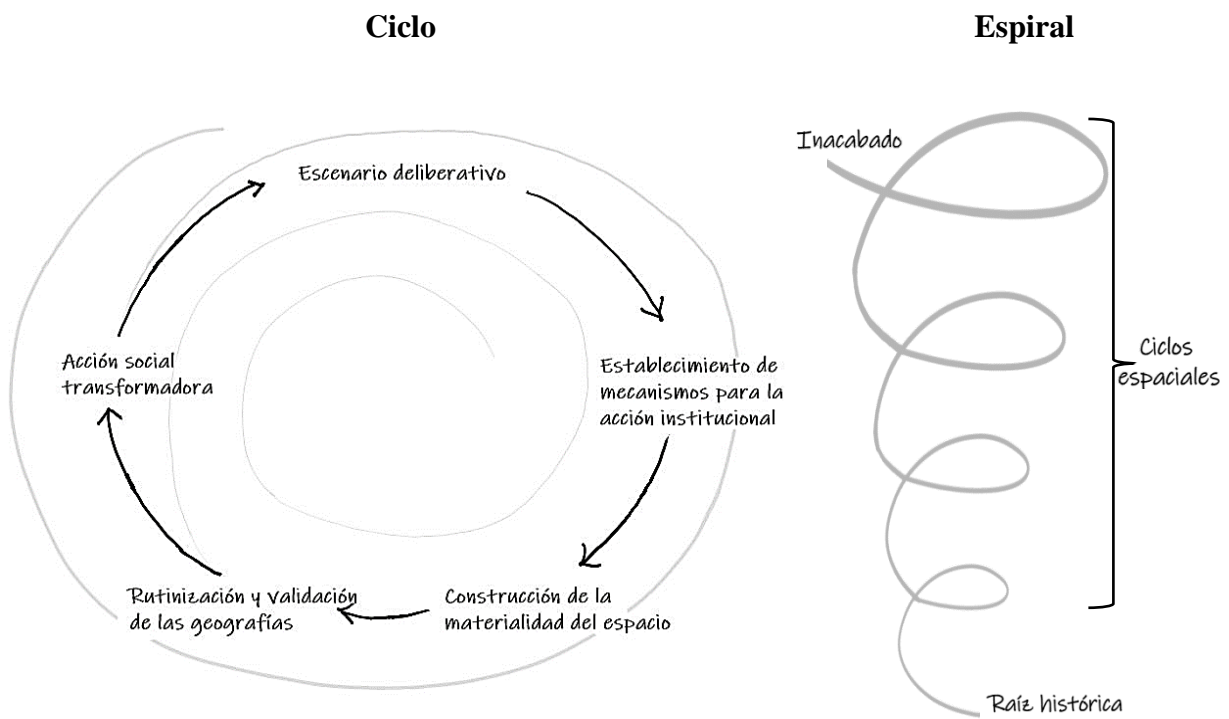 Ciclo
Escenario deliberativo
Establecimiento de
mecanismos para la
acción institucional
Construcción de la
materialidad del espacio
Rutinización y validación
de las geografías
Acción social
transformadora
Espiral
Inacabado
Ciclos
espaciales
Raíz histórica